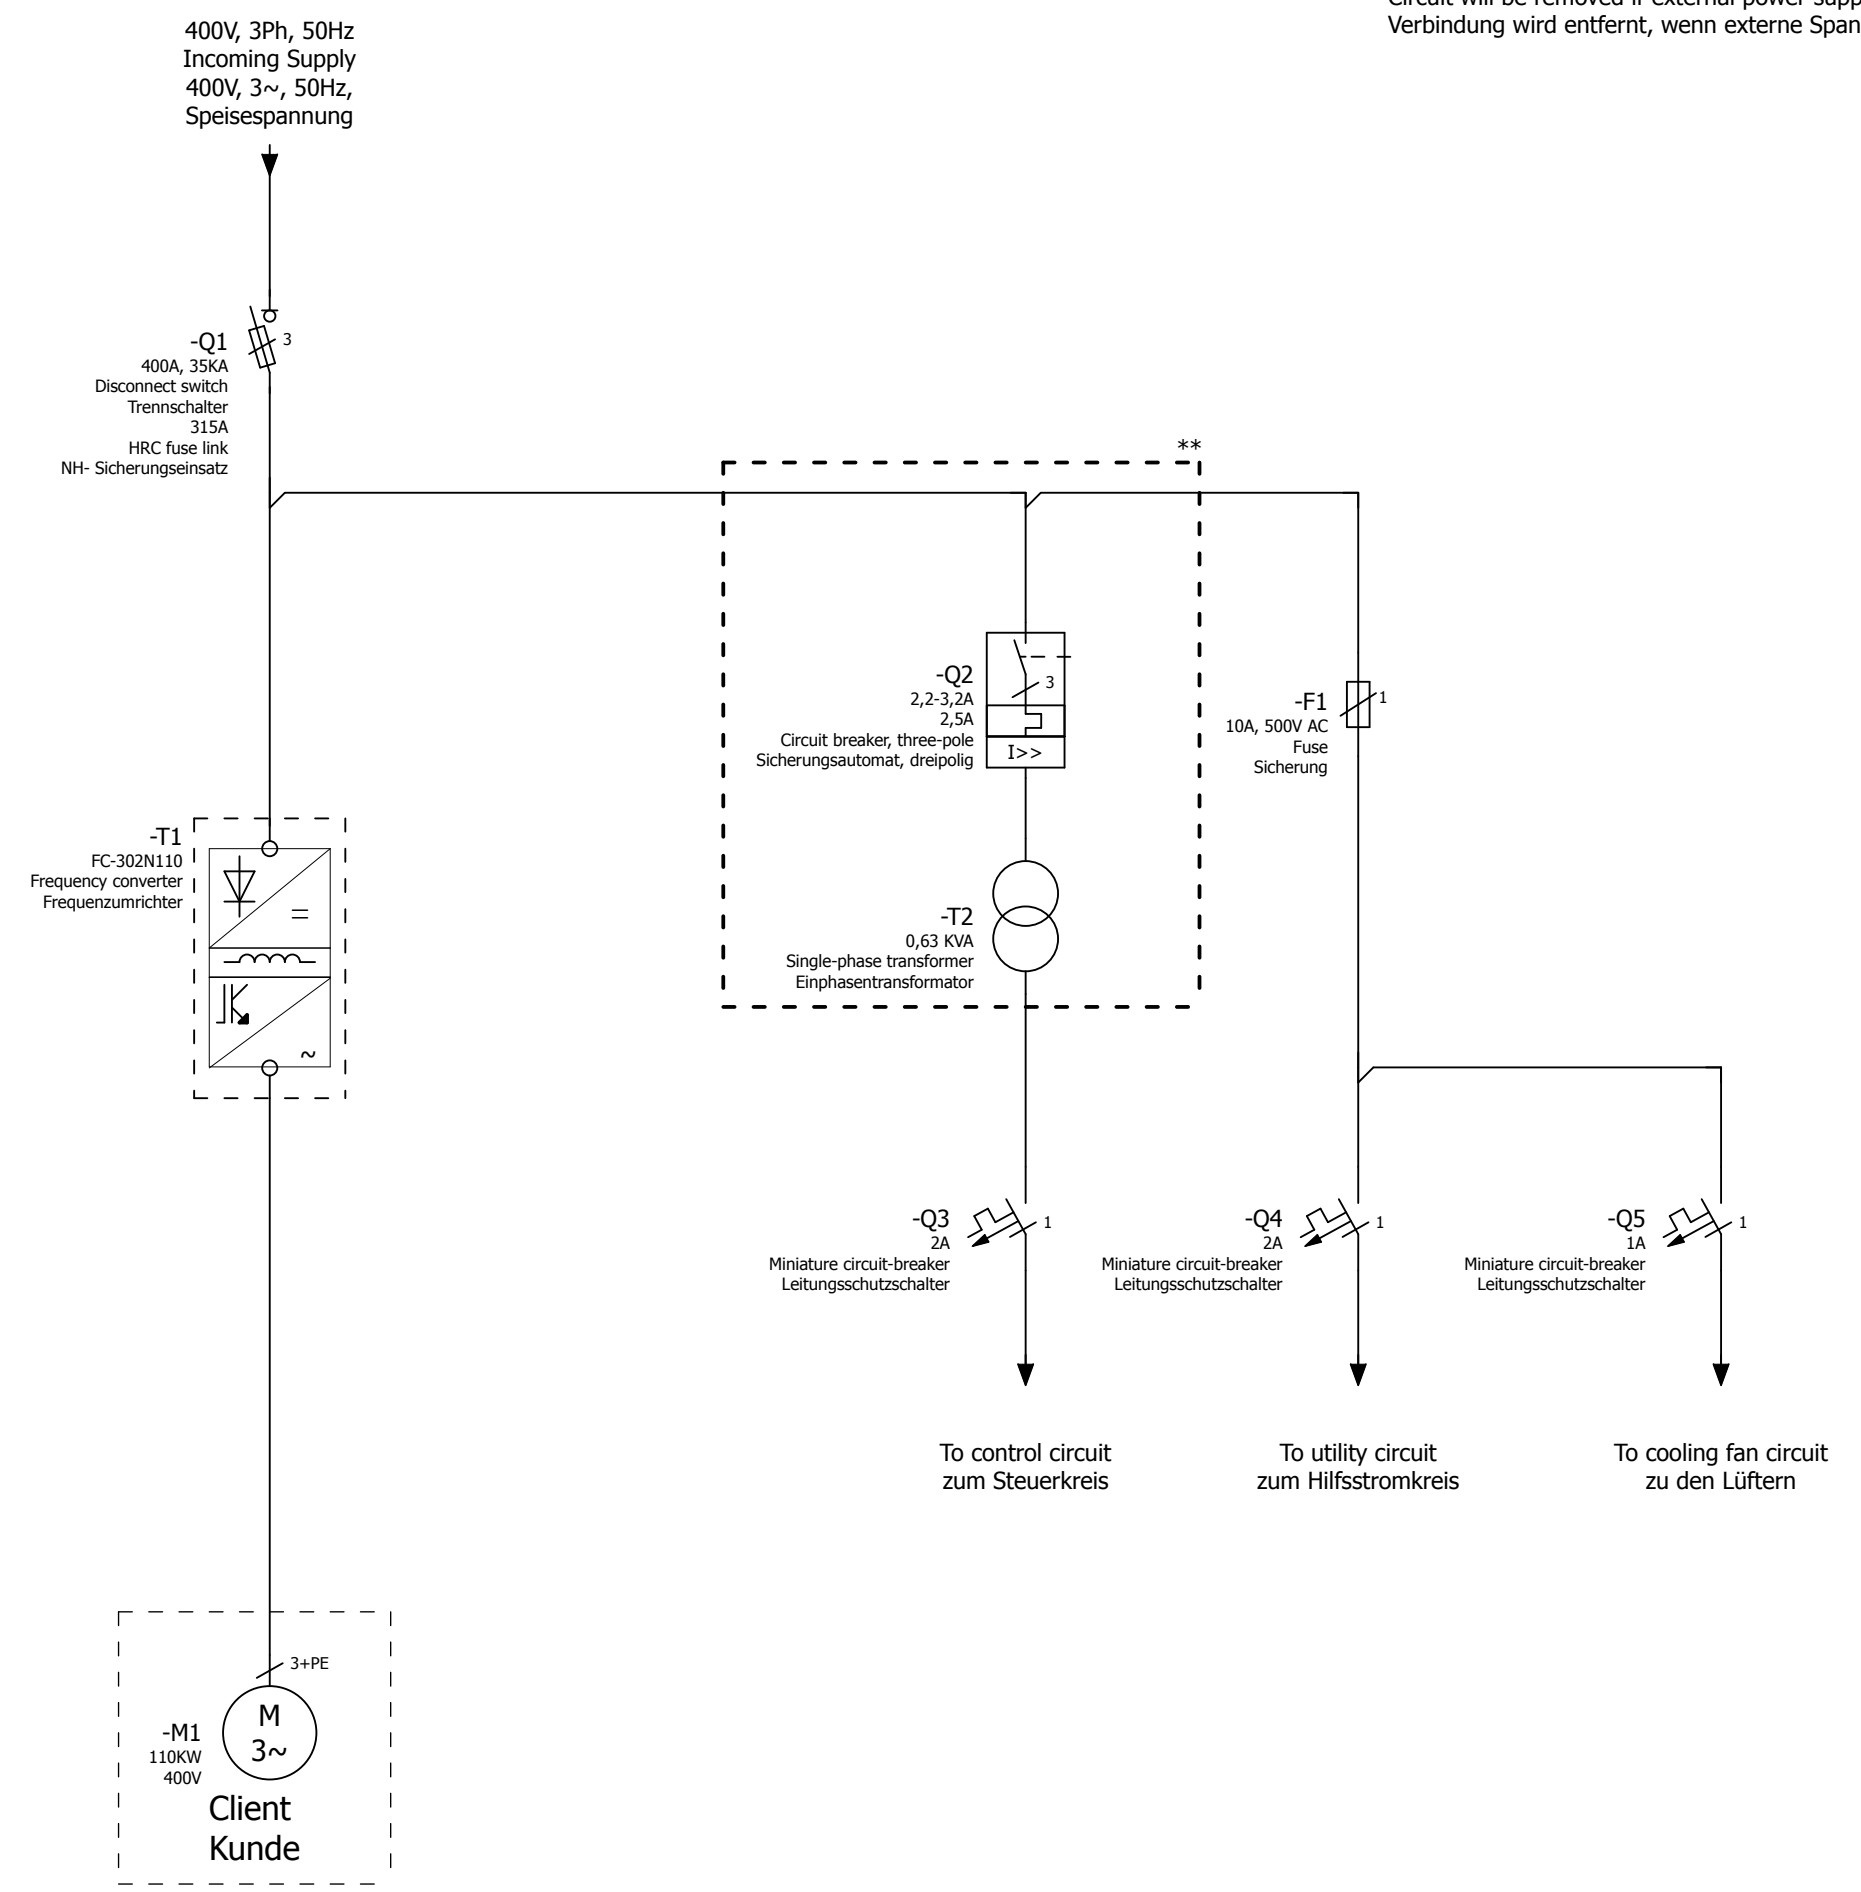 Circuit will be removed if external power
Verbindung wird entfernt, wenn externe
400V, 3Ph, 50Hz
Incoming Supply
400V, 3~, 50Hz,
Speisespannung
-Q1
3
400A, 35KA
Disconnect switch
Trennschalter
315A
HRC fuse link
NH- Sicherungseinsatz
**
-Q2
3
2,2-3,2A
2,5A
Circuit breaker, three-pole
Sicherungsautomat, dreipolig
I>>
-F1
1
10A, 500V AC
Fuse
Sicherung
-T1
FC-302N110
Frequency converter
Frequenzumrichter
=
~
-T2
0,63 KVA
Single-phase transformer
Einphasentransformator
-Q3
1
2A
Miniature circuit-breaker
Leitungsschutzschalter
-Q4
1
2A
Miniature circuit-breaker
Leitungsschutzschalter
-Q5
1
1A
Miniature circuit-breaker
Leitungsschutzschalter
To control circuit
zum Steuerkreis
To utility circuit
zum Hilfsstromkreis
To cooling fan circuit
zu den Lüftern
3+PE
M
3~
-M1
110KW
400V
Client
Kunde